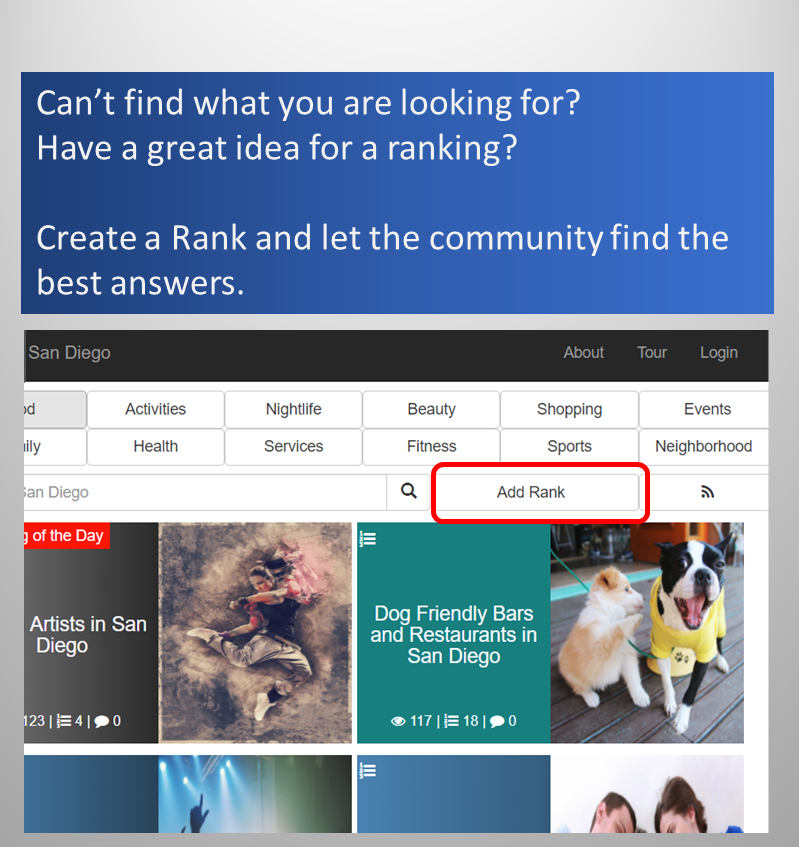 Can’t find what you are looking for?
Have a great idea for a ranking?
Create a Rank and let the community find the
best answers.
San Diego About Tour Login
od Activities Nightlife Beauty Shopping Events
ily Health Services Fitness Sports Neighborhood
San Diego Add Rank
g of the Day
Artists in San
Diego
123 | 4 | 0
Dog Friendly Bars
and Restaurants in
San Diego
117 | 18 | 0